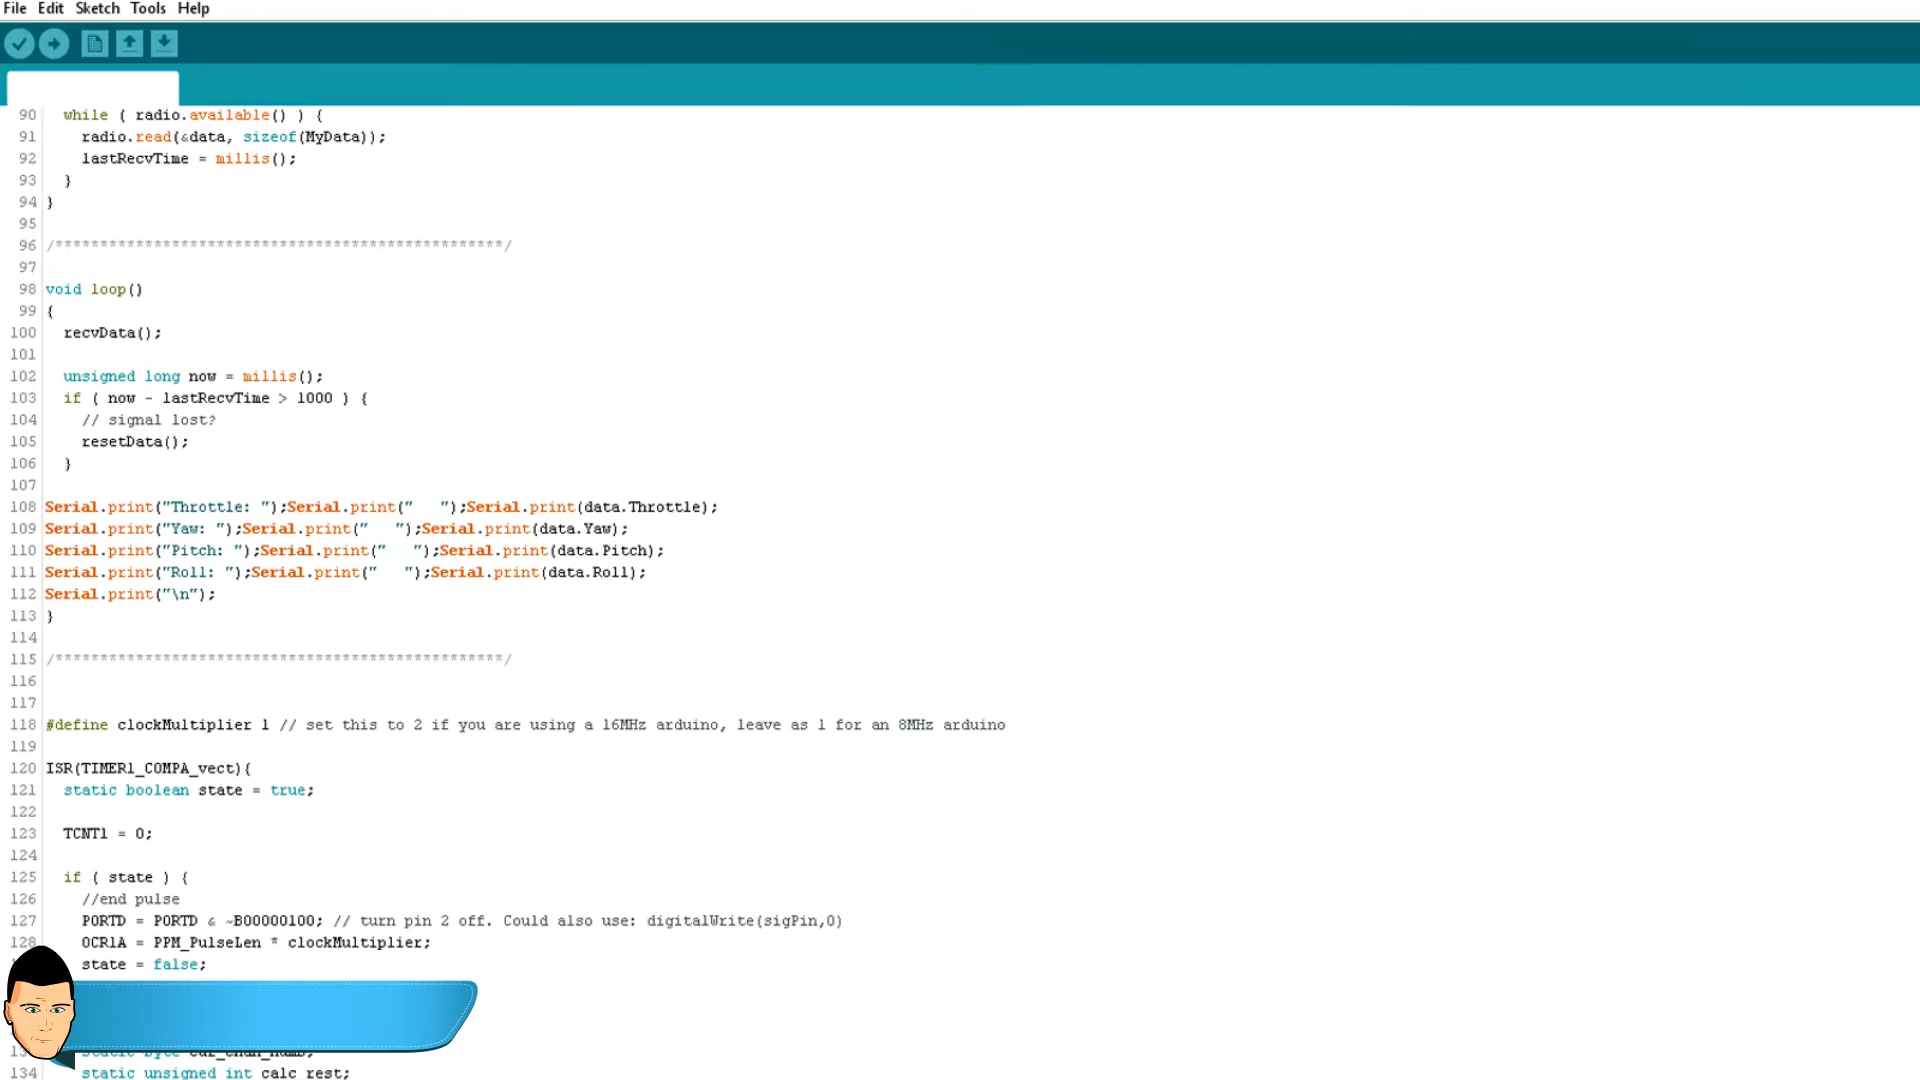 File Edit Sketch Tools Help
90 while ( radio.available() ) {
91 radio.read(&data, sizeof(MyData));
92 lastRecvTime = millis();
93 }
94 }
95
96 /**************************************************/
97
98 void loop()
99 {
100 recvData();
101
102 unsigned long now = millis();
103 if ( now - lastRecvTime > 1000 ) {
104 // signal lost?
105 resetData();
106 }
107
108 Serial.print("Throttle: ");Serial.print("   ");Serial.print(data.Throttle);
109 Serial.print("Yaw: ");Serial.print("   ");Serial.print(data.Yaw);
110 Serial.print("Pitch: ");Serial.print("   ");Serial.print(data.Pitch);
111 Serial.print("Roll: ");Serial.print("   ");Serial.print(data.Roll);
112 Serial.print("\n");
113 }
114
115 /**************************************************/
116
117
118 #define clockMultiplier 1 // set this to 2 if you are using a 16MHz arduino, leave as 1 for an 8MHz arduino
119
120 ISR(TIMER1_COMPA_vect){
121 static boolean state = true;
122
123 TCNT1 = 0;
124
125 if ( state ) {
126 //end pulse
127 PORTD = PORTD & ~B00000100; // turn pin 2 off. Could also use: digitalWrite(sigPin,0)
128 OCR1A = PPM_PulseLen * clockMultiplier;
state = false;
static byte cur_chan_numb;
134 static unsigned int calc_rest;